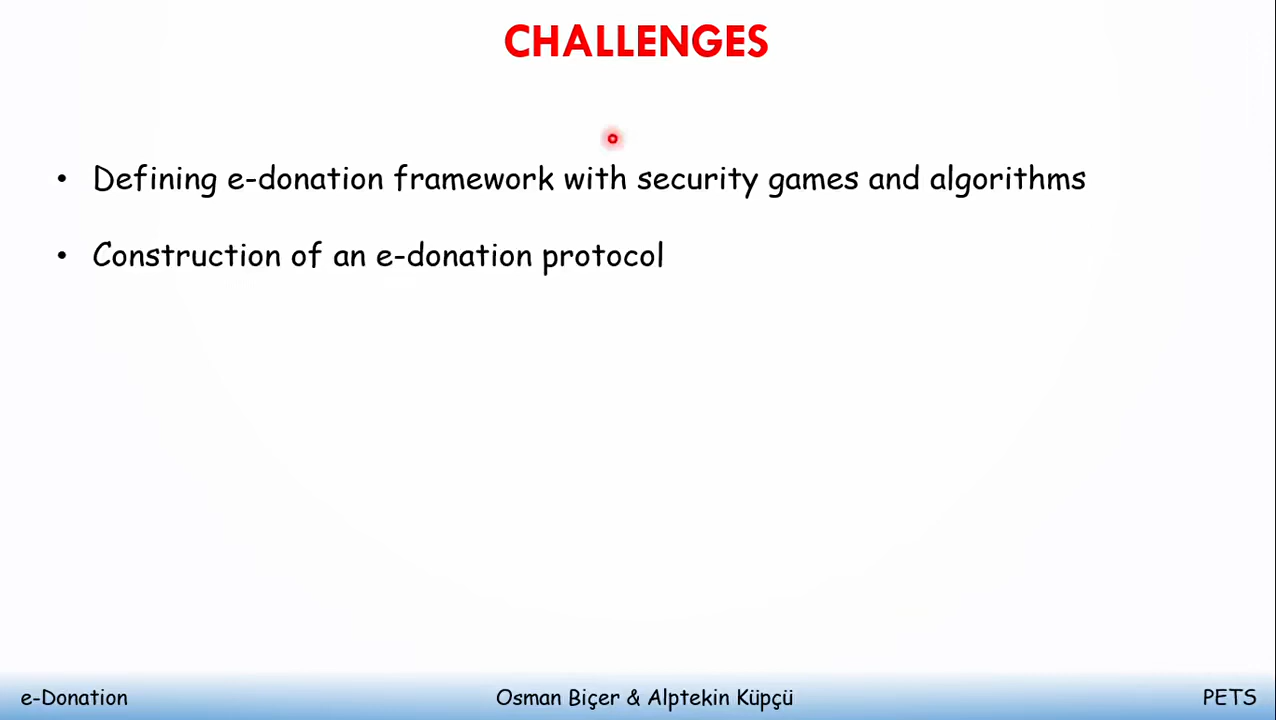 CHALLENGES
• Defining e-donation framework with security games and algorithms
• Construction of an e-donation protocol
e-Donation
Osman Biçer & Alptekin Küpçü
PETS